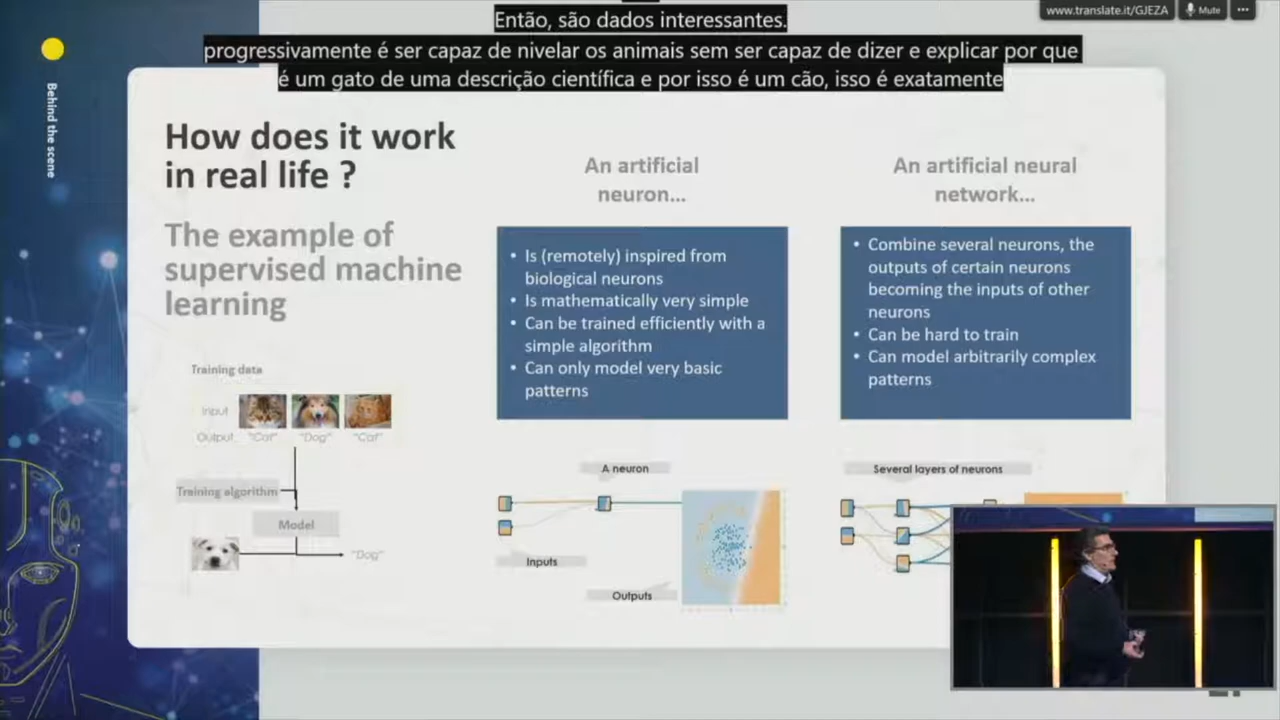 www.translate.it/GJEZA
Mute
Então, são dados interessantes.
progressivamente é ser capaz de nivelar os animais sem ser capaz de dizer e explicar por que
é um gato de uma descrição científica e por isso é um cão, isso é exatamente
Behind the scene
How does it work
in real life ?
The example of
supervised machine
learning
Training data
Input
Output
"Cat"
"Dog"
"Cat"
Training algorithm
Model
"Dog"
An artificial
neuron...
• Is (remotely) inspired from
biological neurons
• Is mathematically very simple
• Can be trained efficiently with a
simple algorithm
• Can only model very basic
patterns
A neuron
Inputs
Outputs
An artificial neural
network...
• Combine several neurons, the
outputs of certain neurons
becoming the inputs of other
neurons
• Can be hard to train
• Can model arbitrarily complex
patterns
Several layers of neurons